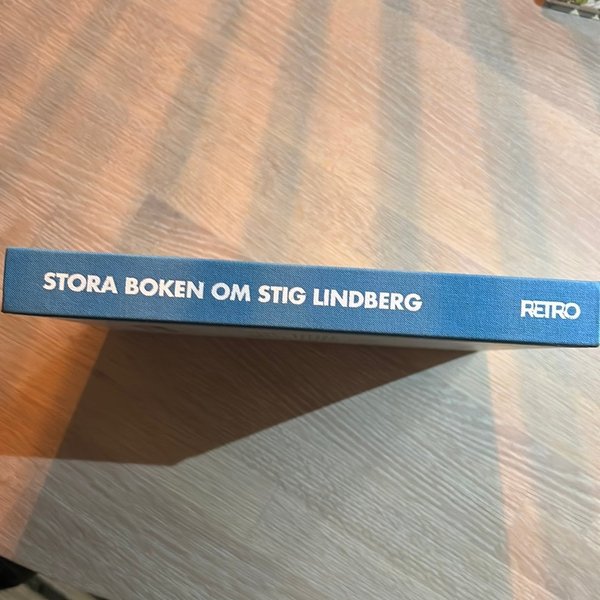 STORA BOKEN OM STIG LINDBERG
RETRO